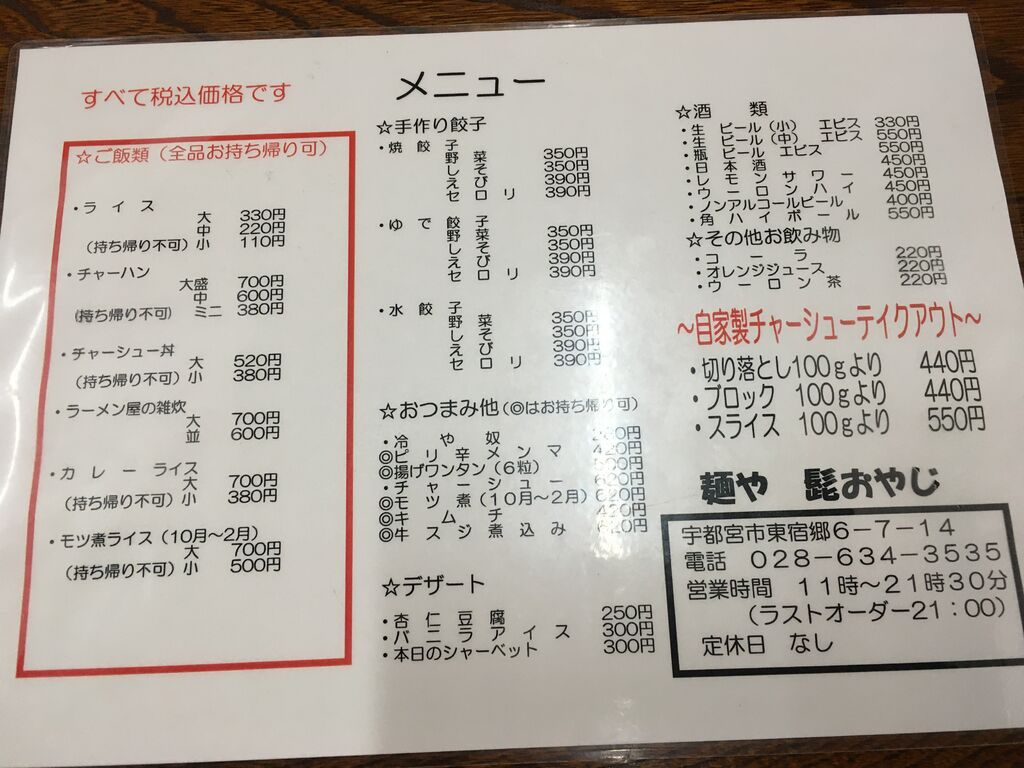 すべて税込価格です
メニュー
☆ご飯類（全品お持ち帰り可）
・ライス
大 330円
中 220円
（持ち帰り不可）小 110円
・チャーハン
大盛 700円
中 600円
（持ち帰り不可）ミニ 380円
・チャーシュー丼
大 520円
（持ち帰り不可）小 380円
・ラーメン屋の雑炊
大 700円
並 600円
・カレーライス
大 700円
（持ち帰り不可）小 380円
・モツ煮ライス（10月～2月）
大 700円
（持ち帰り不可）小 500円
☆手作り餃子
・焼餃子
野菜 350円
しそ 350円
えび 390円
セロリ 390円
・ゆで餃子
野菜 350円
しそ 350円
えび 390円
セロリ 390円
・水餃子
野菜 350円
しそ 350円
えび 390円
セロリ 390円
☆おつまみ他（◎はお持ち帰り可）
・冷や奴
◎ピリ辛メンマ 420円
◎揚げワンタン（6粒） 500円
・チャーシュー 620円
◎モツ煮（10月～2月） 620円
◎キムチ 420円
◎牛スジ煮込み 620円
☆デザート
・杏仁豆腐 250円
・バニラアイス 300円
・本日のシャーベット 300円
☆酒類
・生ビール（小）エビス 330円
・生ビール（中）エビス 550円
・瓶ビール エビス 550円
・日本酒 450円
・レモンサワー 450円
・ウーロンハイ 450円
・ノンアルコールビール 400円
・角ハイボール 550円
☆その他お飲み物
・コーラ 220円
・オレンジジュース 220円
・ウーロン茶 220円
～自家製チャーシューテイクアウト～
・切り落とし100gより 440円
・ブロック 100gより 440円
・スライス 100gより 550円
麺や 髭おやじ
宇都宮市東宿郷6－7－14
電話 028－634－3535
営業時間 11時～21時30分
（ラストオーダー21：00）
定休日 なし